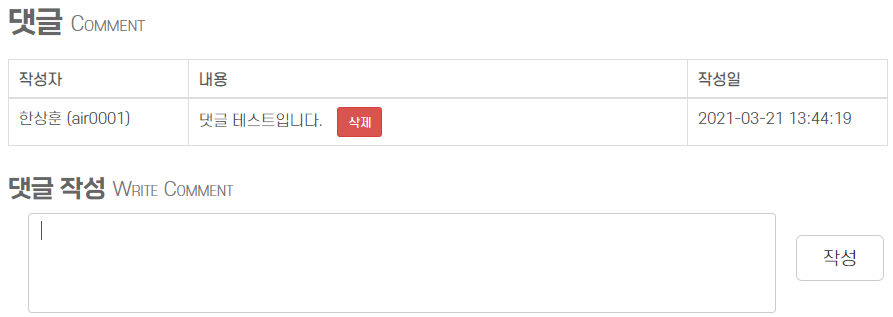 댓글 Comment
작성자 내용 작성일
한상훈 (air0001) 댓글 테스트입니다. 삭제 2021-03-21 13:44:19
댓글 작성 Write Comment
작성